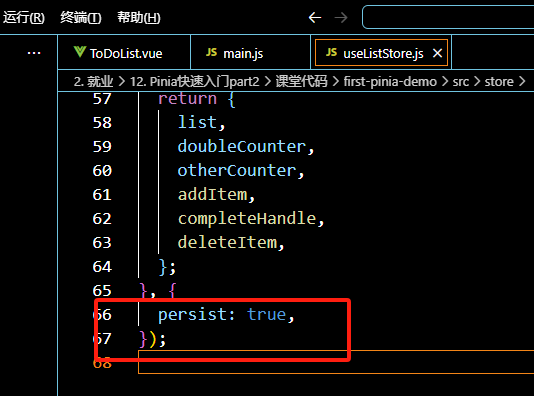 运行(R) 终端(T) 帮助(H)
ToDoList.vue JS main.js JS useListStore.js
2. 就业 > 12. Pinia快速入门part2 > 课堂代码 > first-pinia-demo > src > store >
57 return {
58 list,
59 doubleCounter,
60 otherCounter,
61 addItem,
62 completeHandle,
63 deleteItem,
64 };
65 }, {
66 persist: true,
67 });
68